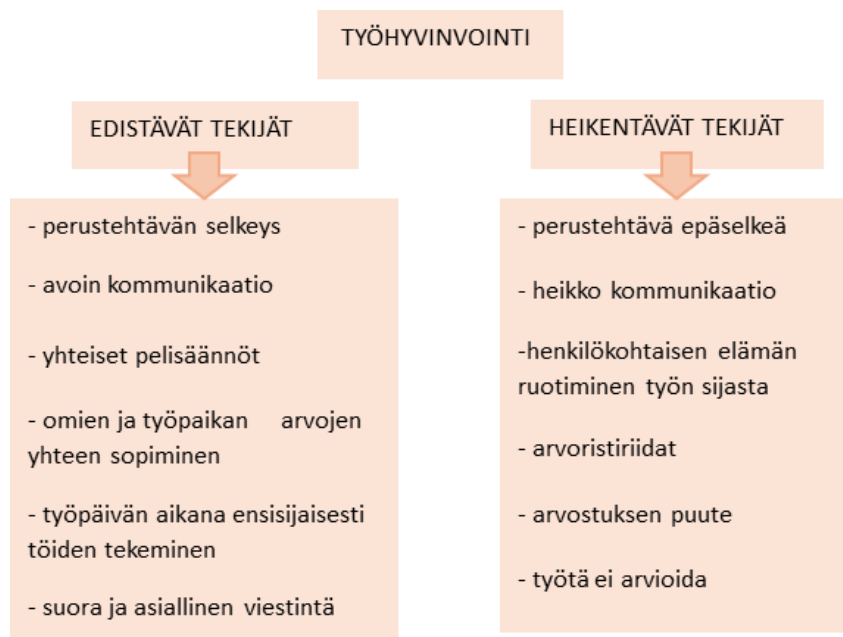 TYÖHYVINVOINTI
EDISTÄVÄT TEKIJÄT
- perustehtävän selkeys
- avoin kommunikaatio
- yhteiset pelisäännöt
- omien ja työpaikan arvojen
yhteen sopiminen
- työpäivän aikana ensisijaisesti
töiden tekeminen
- suora ja asiallinen viestintä
HEIKENTÄVÄT TEKIJÄT
- perustehtävä epäselkeä
- heikko kommunikaatio
-henkilökohtaisen elämän
ruotiminen työn sijasta
- arvoristiriidat
- arvostuksen puute
- työtä ei arvioida